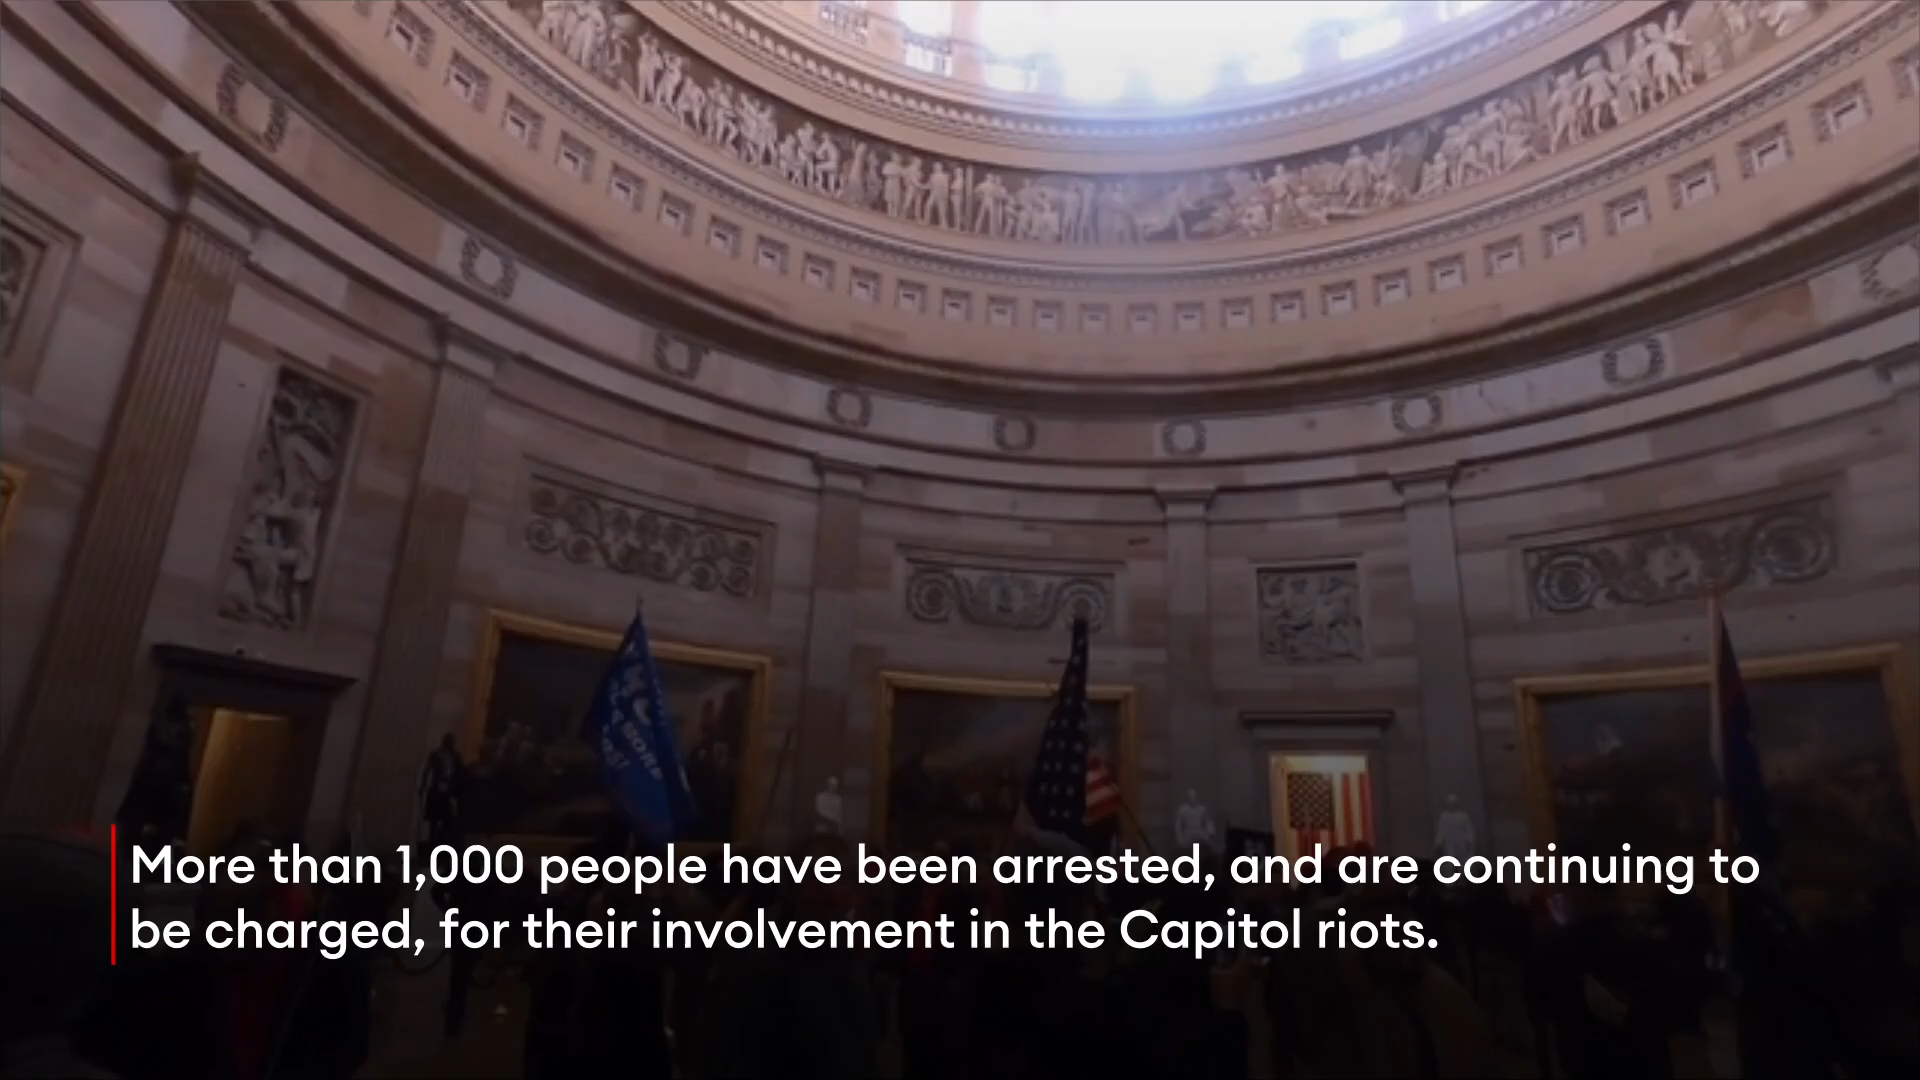 More than 1,000 people have been arrested, and are continuing to
be charged, for their involvement in the Capitol riots.